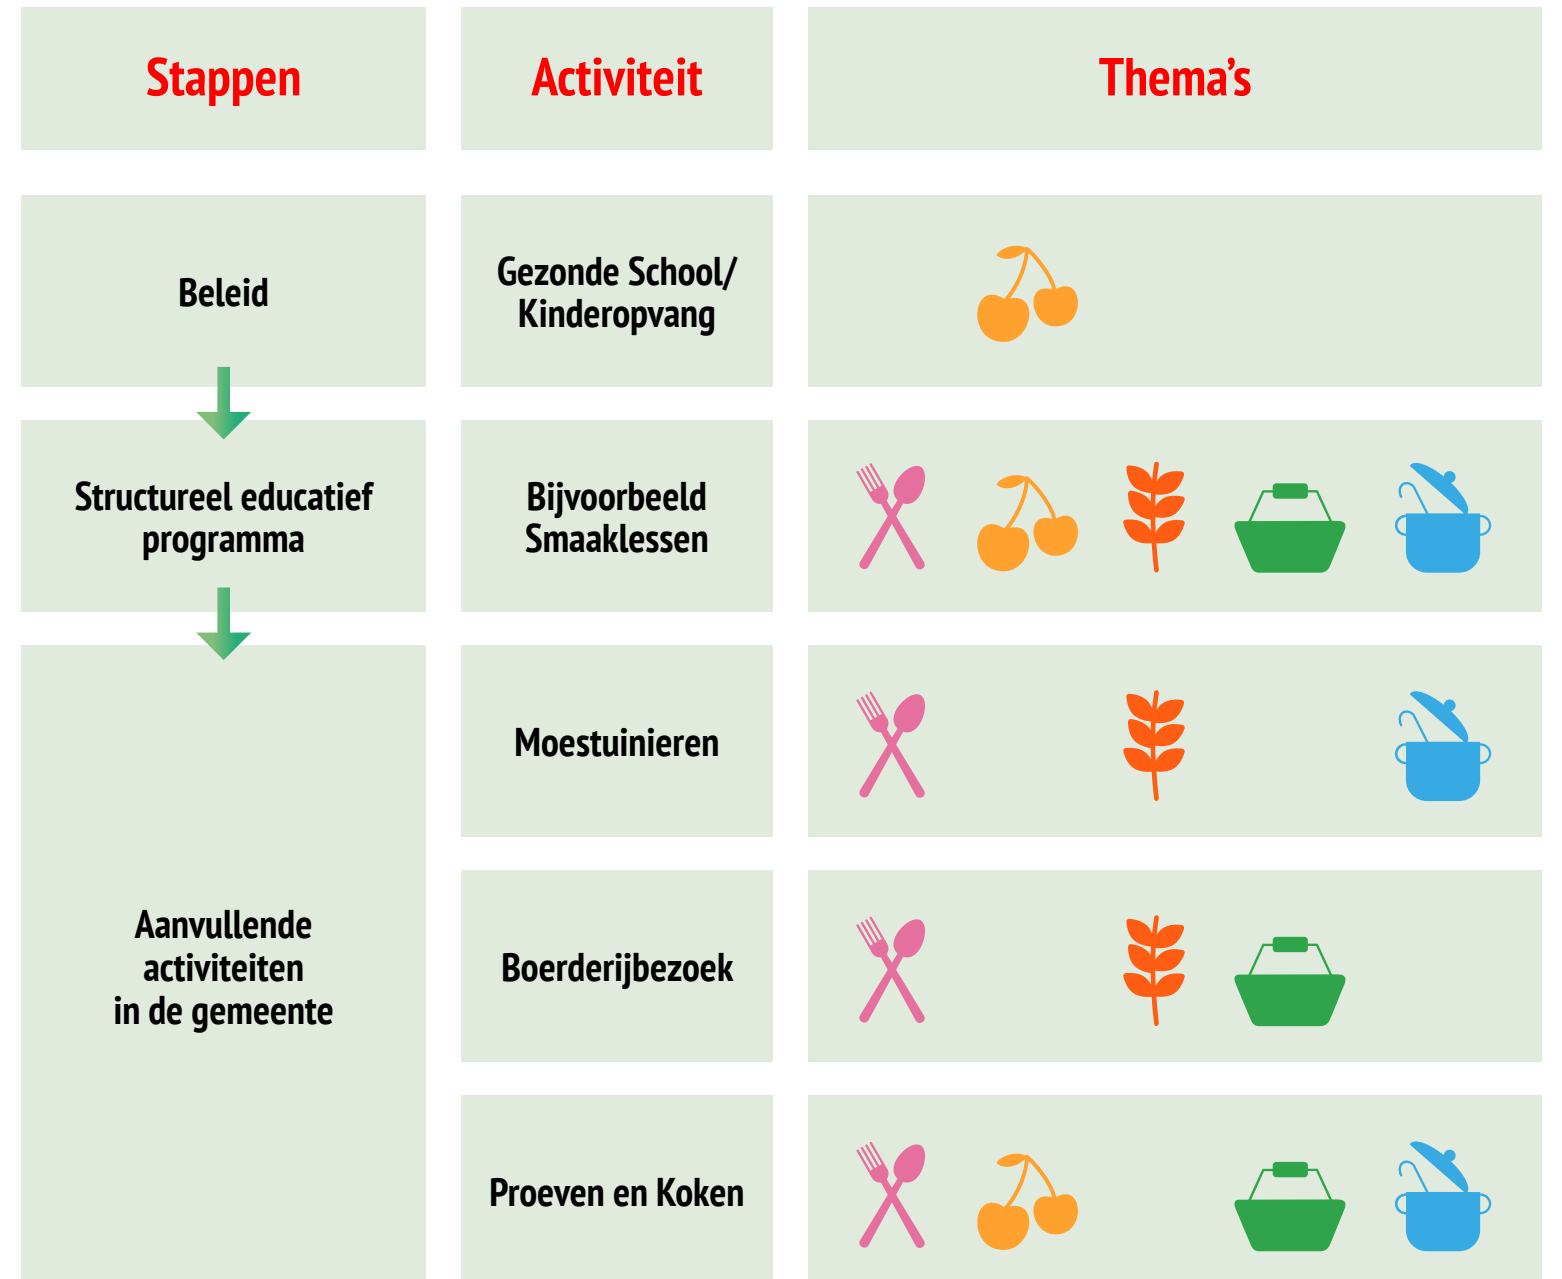 Stappen
Activiteit
Thema’s
Beleid
Gezonde School/
Kinderopvang
Structureel educatief
programma
Bijvoorbeeld
Smaaklessen
Aanvullende
activiteiten
in de gemeente
Moestuinieren
Boerderijbezoek
Proeven en Koken